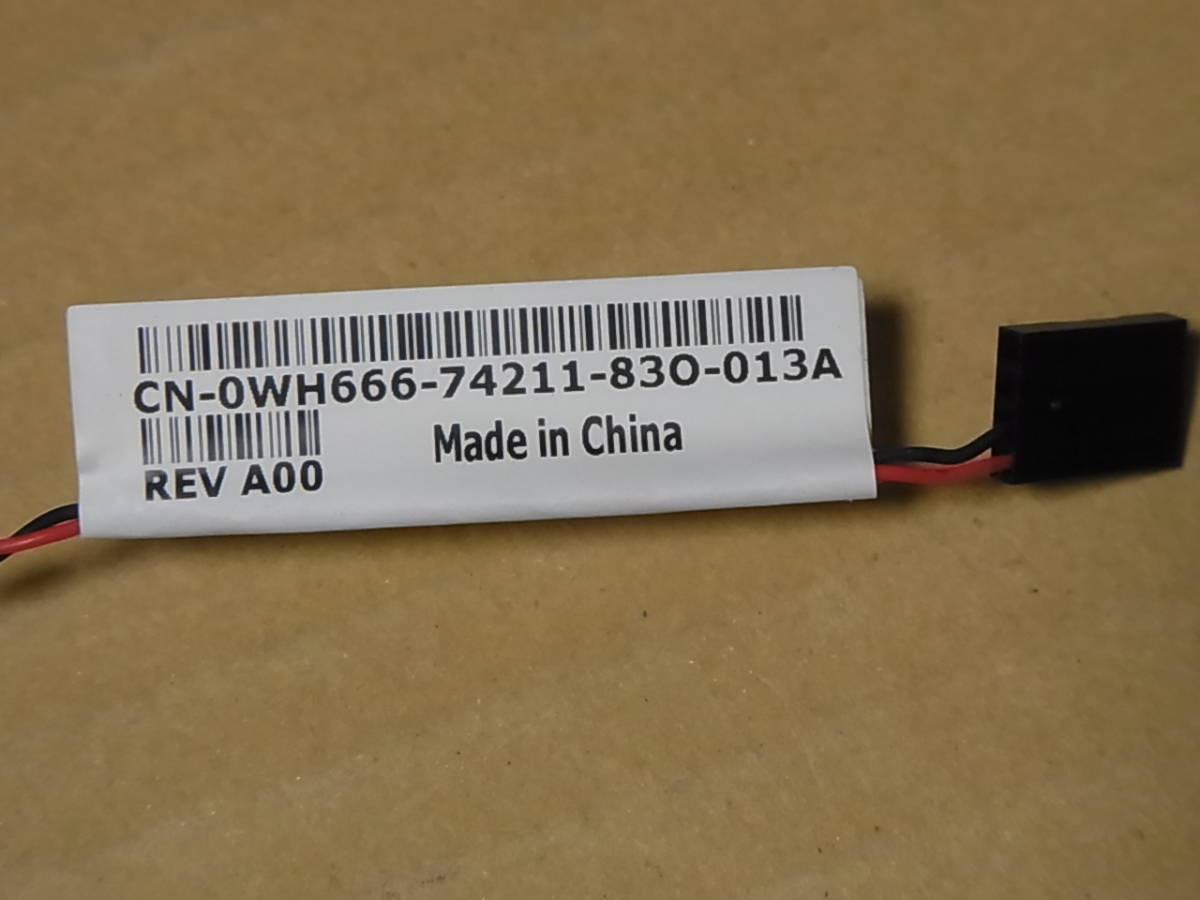 CN-0WH666-74211-83O-013A
REV A00
Made in China